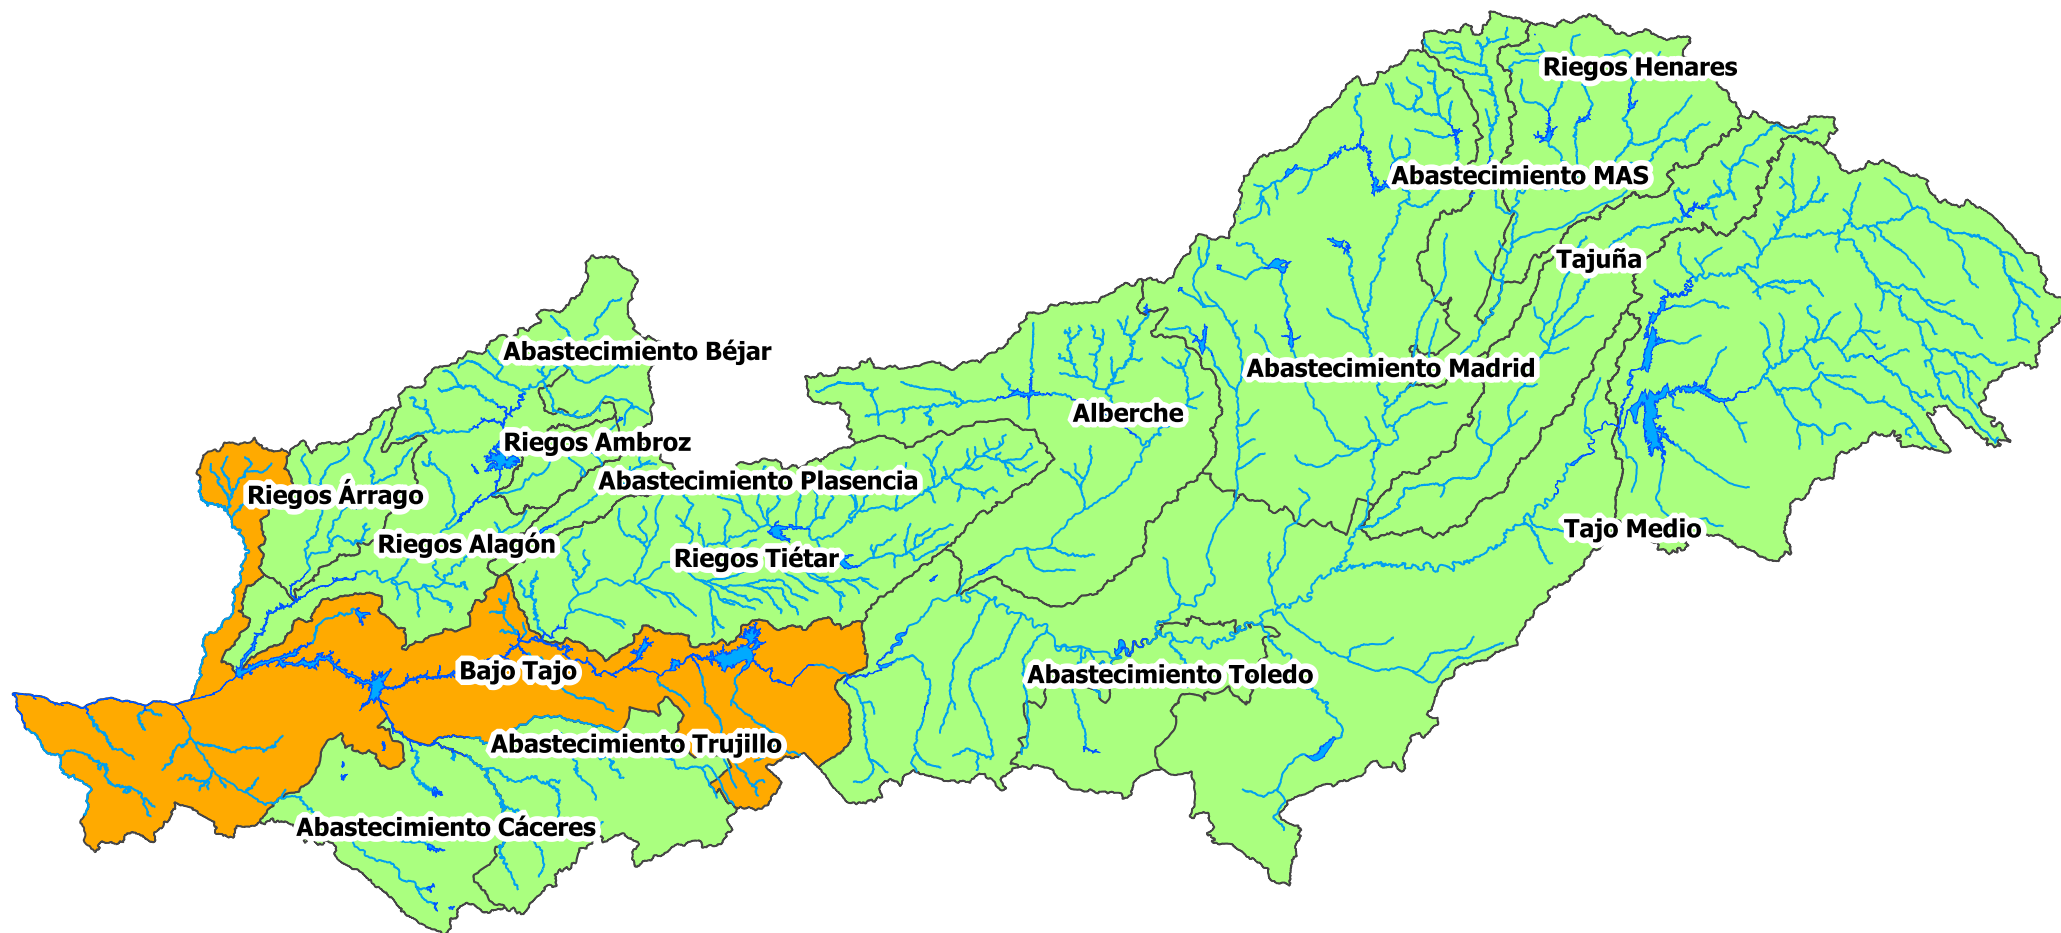 Riegos Henares
Abastecimiento MAS
Tajuña
Abastecimiento Béjar
Abastecimiento Madrid
Alberche
Riegos Ambroz
Abastecimiento Plasencia
Riegos Árrago
Tajo Medio
Riegos Alagón
Riegos Tiétar
Bajo Tajo
Abastecimiento Toledo
Abastecimiento Trujillo
Abastecimiento Cáceres